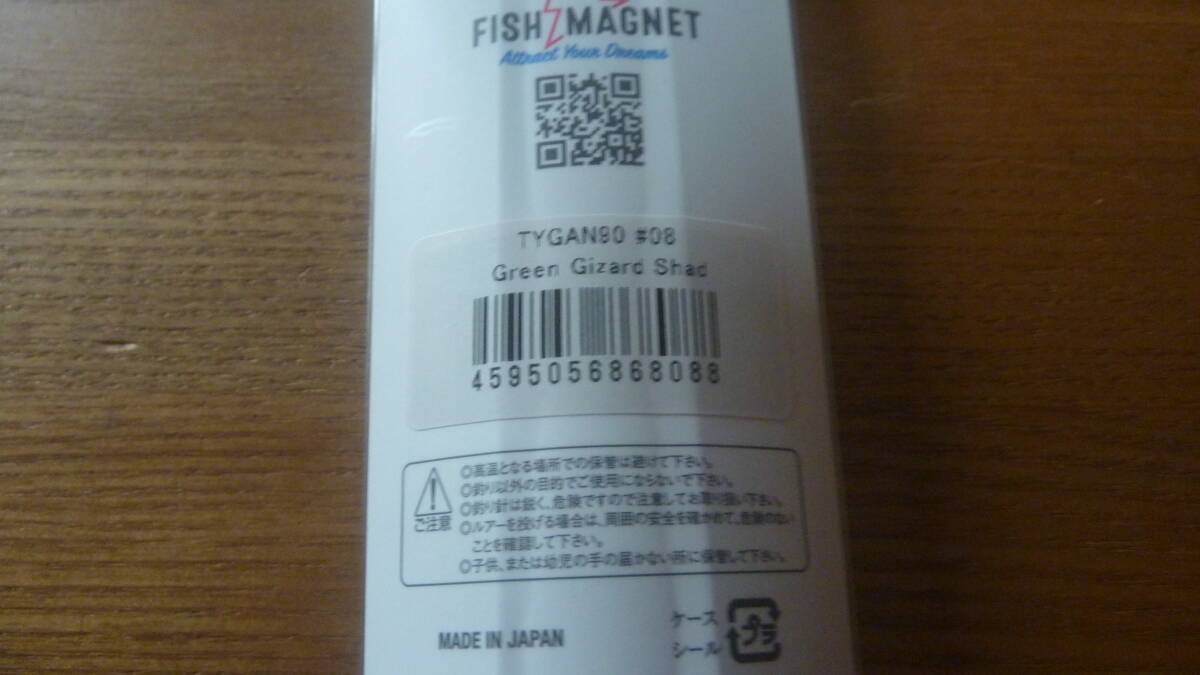 FISH MAGNET
Attract Your Dreams
TYGAN90 #08
Green Gizard Shad
4595056868088
◎高温となる場所での保管は避けて下さい。
◎釣り以外の目的でご使用にならないで下さい。
◎釣り針は鋭く、危険ですので注意してお取り扱い下さい。
◎ルアーを投げる場合は、周囲の安全を確かめて、危険のない
ことを確認して下さい。
◎子供、または幼児の手の届かない所に保管して下さい。
ご注意
MADE IN JAPAN
ケース
シール
プラ